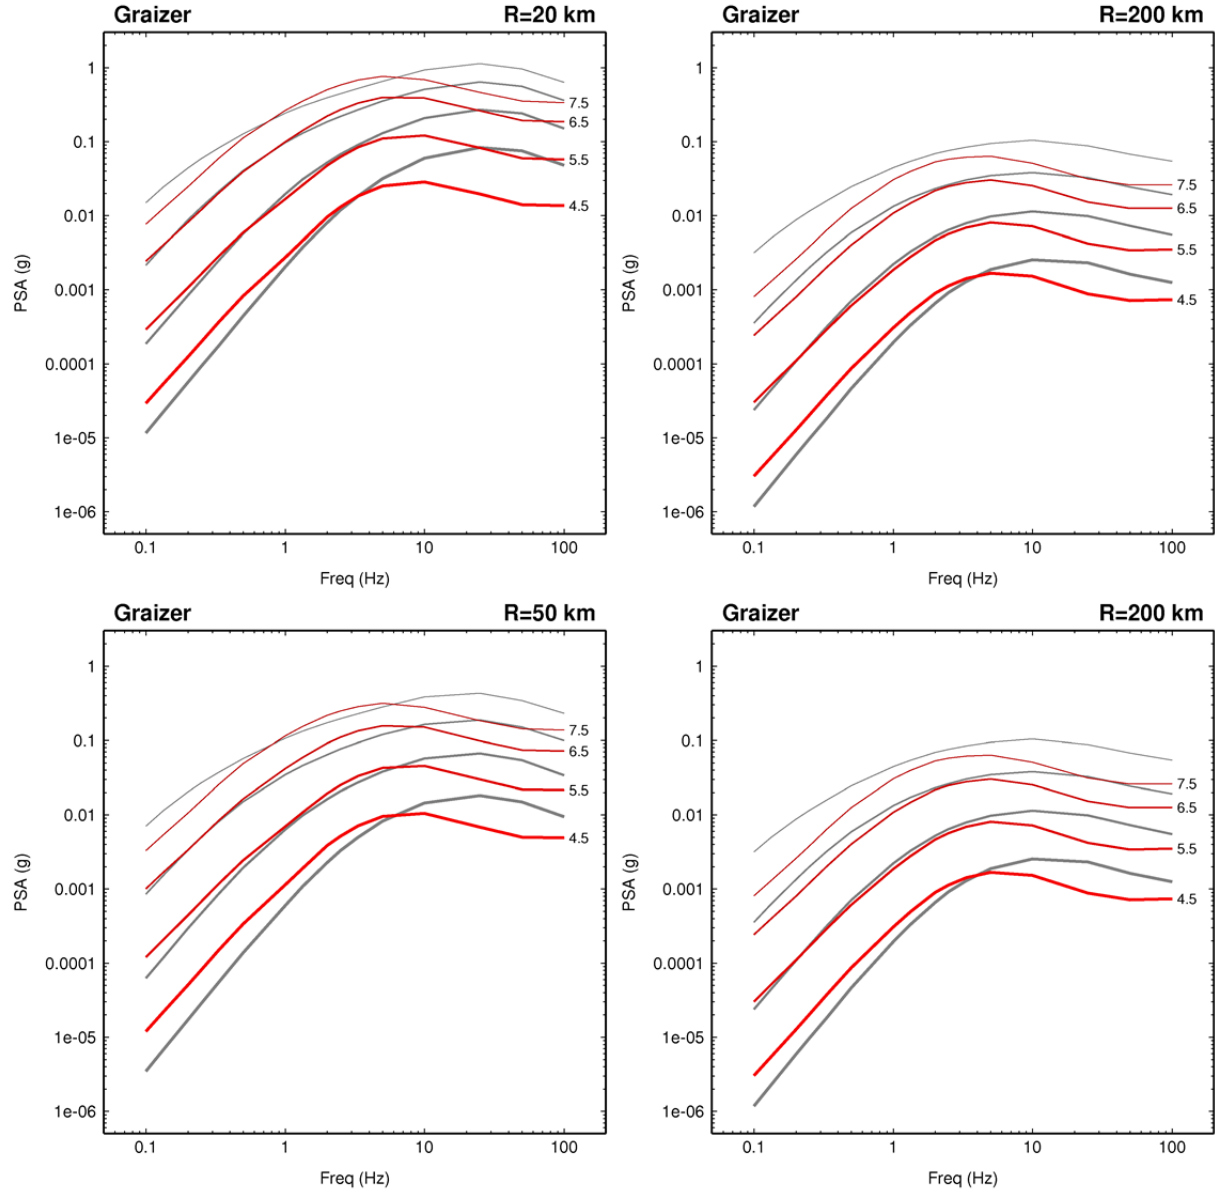 Graizer R=20 km
1
0.1
0.01
0.001
0.0001
1e-05
1e-06
PSA (g)
7.5
6.5
5.5
4.5
0.1 1 10 100
Freq (Hz)
Graizer R=200 km
1
0.1
0.01
0.001
0.0001
1e-05
1e-06
PSA (g)
7.5
6.5
5.5
4.5
0.1 1 10 100
Freq (Hz)
Graizer R=50 km
1
0.1
0.01
0.001
0.0001
1e-05
1e-06
PSA (g)
7.5
6.5
5.5
4.5
0.1 1 10 100
Freq (Hz)
Graizer R=200 km
1
0.1
0.01
0.001
0.0001
1e-05
1e-06
PSA (g)
7.5
6.5
5.5
4.5
0.1 1 10 100
Freq (Hz)